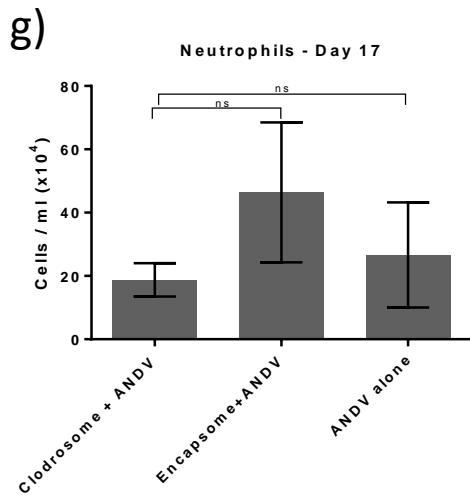 g)
Neutrophils - Day 17
ns
ns
80
60
40
20
0
Cells / ml (x10⁴)
Clodrosome + ANDV
Encapsome+ANDV
ANDV alone